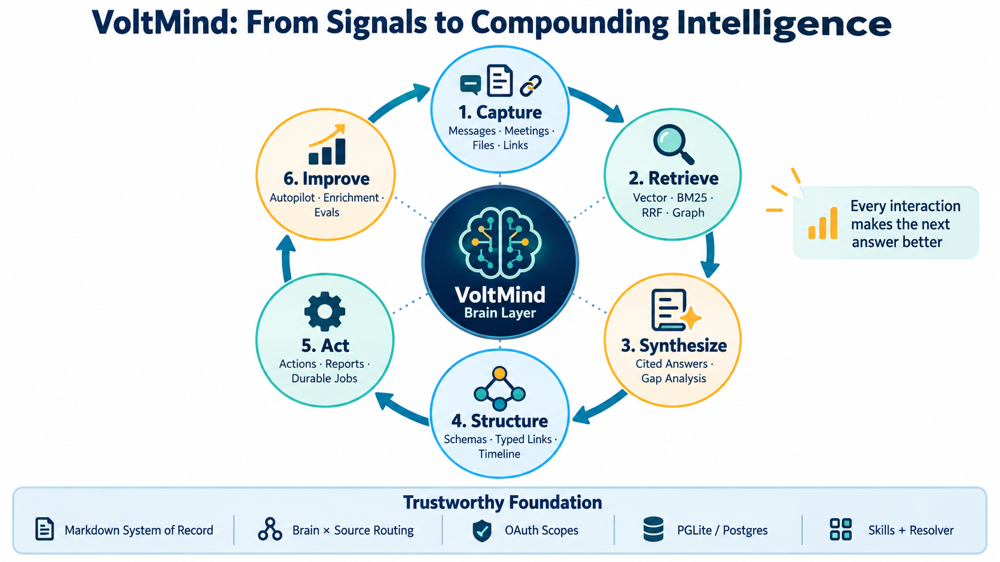 VoltMind: From Signals to Compounding Intelligence
1. Capture
Messages · Meetings ·
Files · Links
2. Retrieve
Vector · BM25 ·
RRF · Graph
3. Synthesize
Cited Answers ·
Gap Analysis
4. Structure
Schemas · Typed Links ·
Timeline
5. Act
Actions · Reports ·
Durable Jobs
6. Improve
Autopilot · Enrichment ·
Evals
VoltMind
Brain Layer
Every interaction
makes the next
answer better
Trustworthy Foundation
Markdown System of Record
Brain × Source Routing
OAuth Scopes
PGLite / Postgres
Skills + Resolver